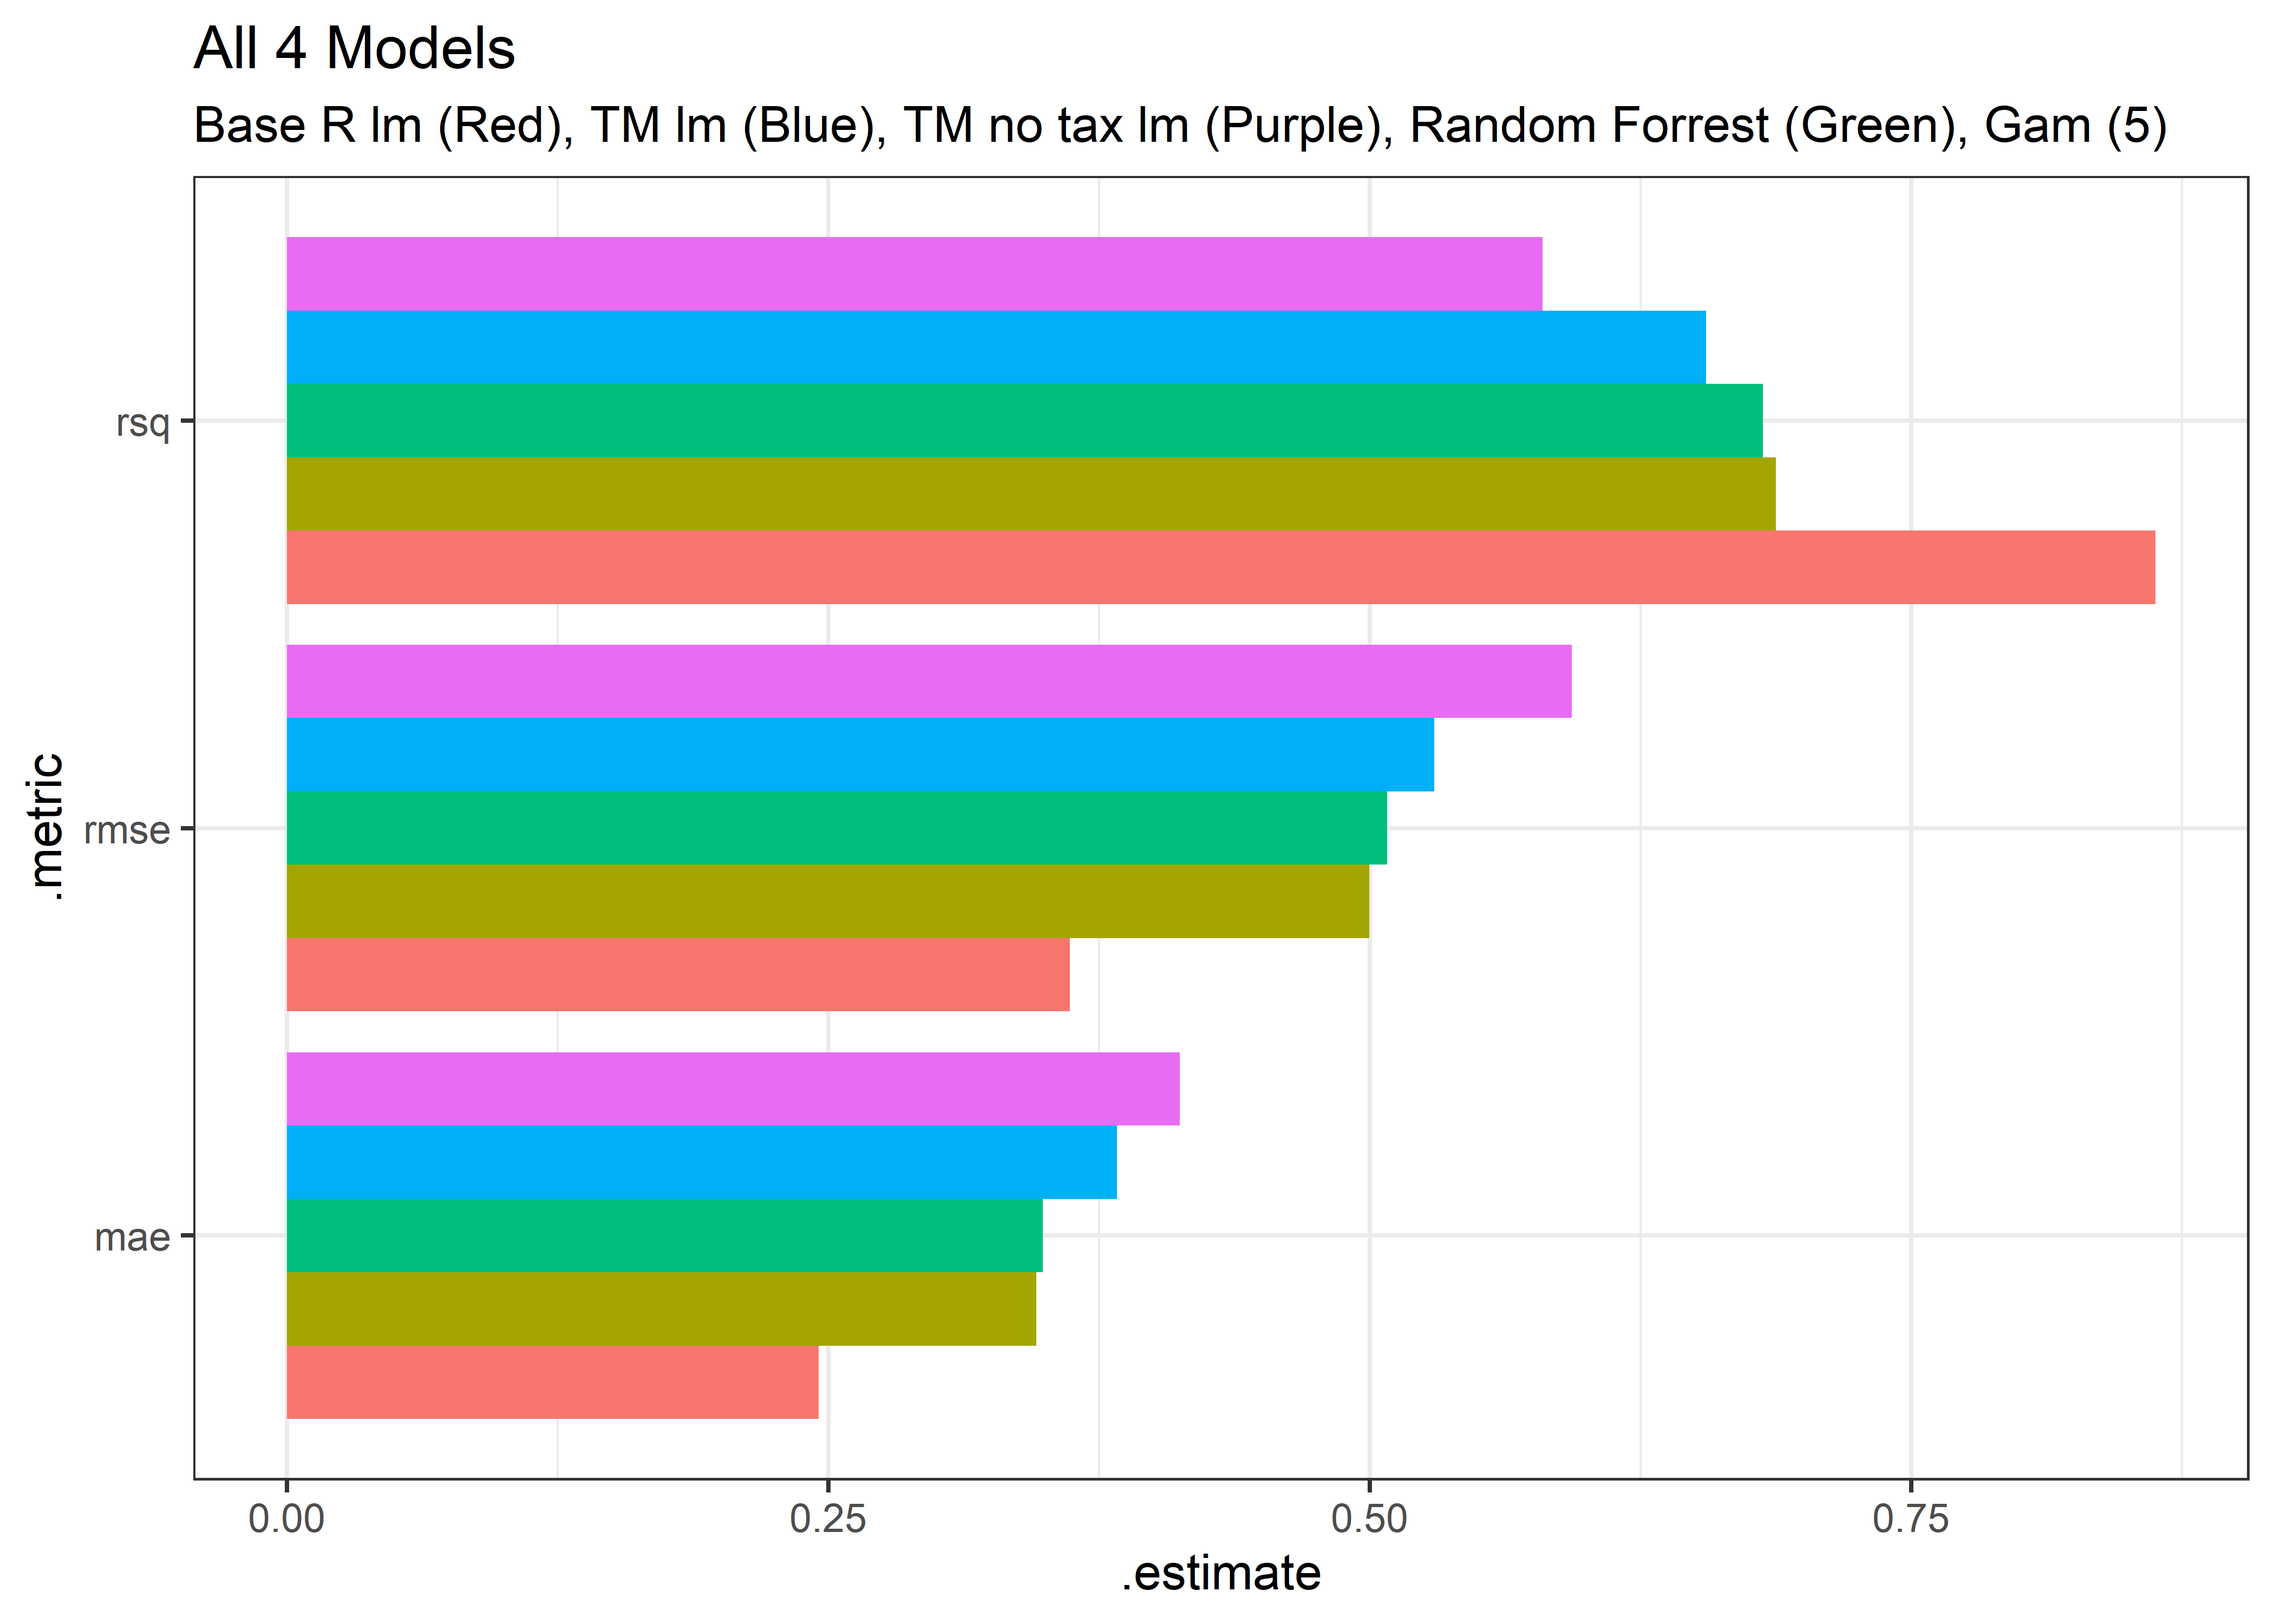 All 4 Models
Base R lm (Red), TM lm (Blue), TM no tax lm (Purple), Random Forrest (Green), Gam (5)
rsq
rmse
mae
.metric
0.00 0.25 0.50 0.75
.estimate